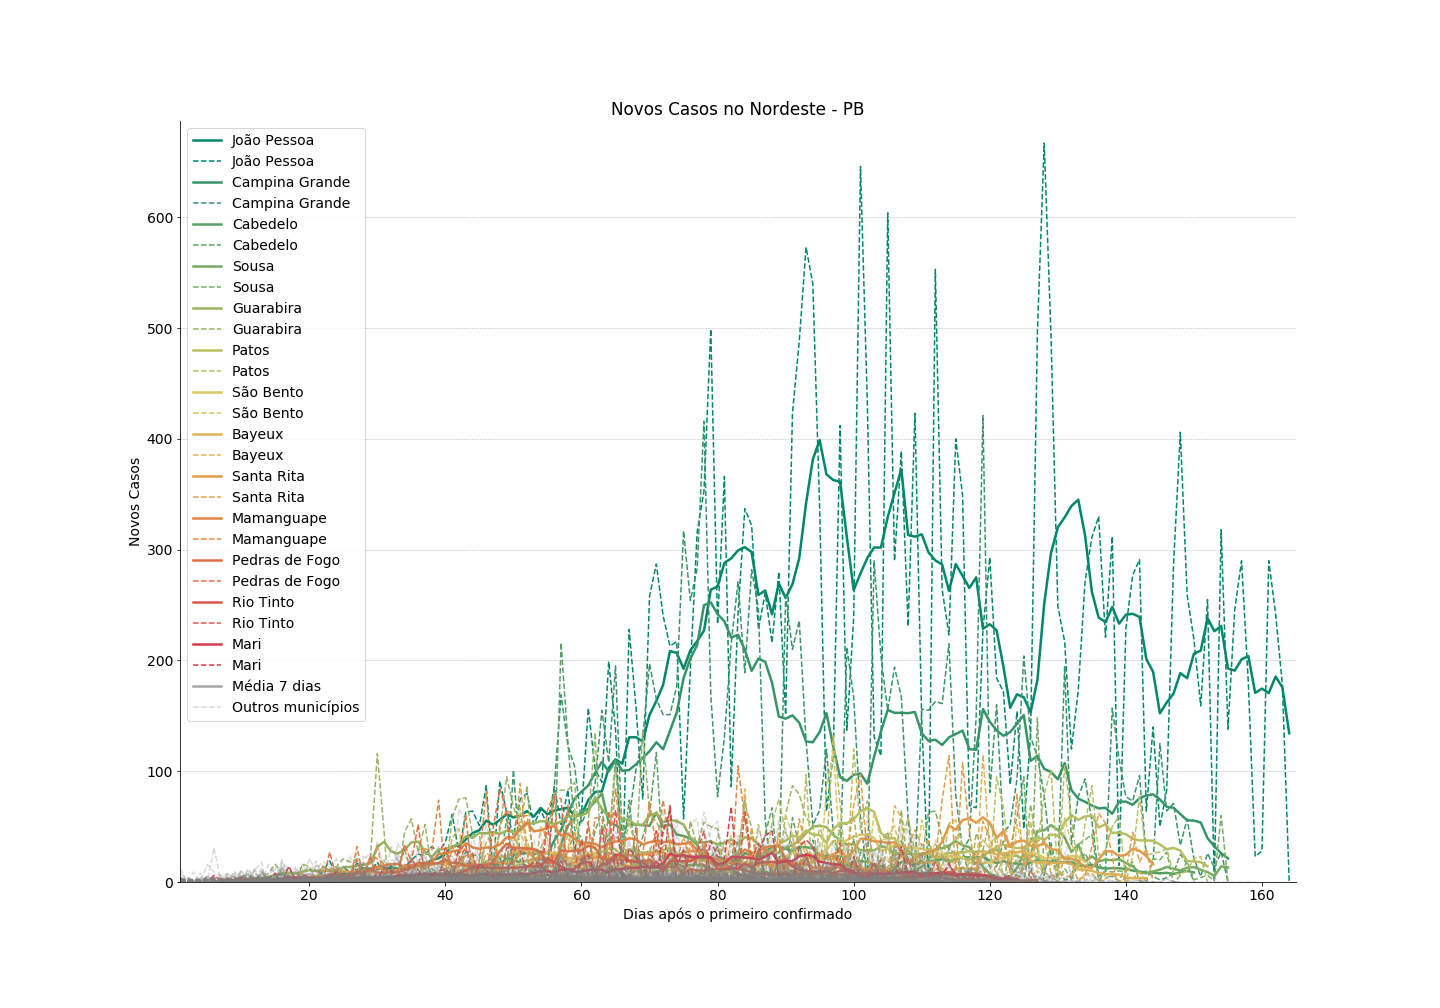 Novos Casos no Nordeste - PB
João Pessoa
João Pessoa
Campina Grande
Campina Grande
Cabedelo
Cabedelo
Sousa
Sousa
Guarabira
Guarabira
Patos
Patos
São Bento
São Bento
Bayeux
Bayeux
Santa Rita
Santa Rita
Mamanguape
Mamanguape
Pedras de Fogo
Pedras de Fogo
Rio Tinto
Rio Tinto
Mari
Mari
Média 7 dias
Outros municípios
Novos Casos
600
500
400
300
200
100
0
20 40 60 80 100 120 140 160
Dias após o primeiro confirmado